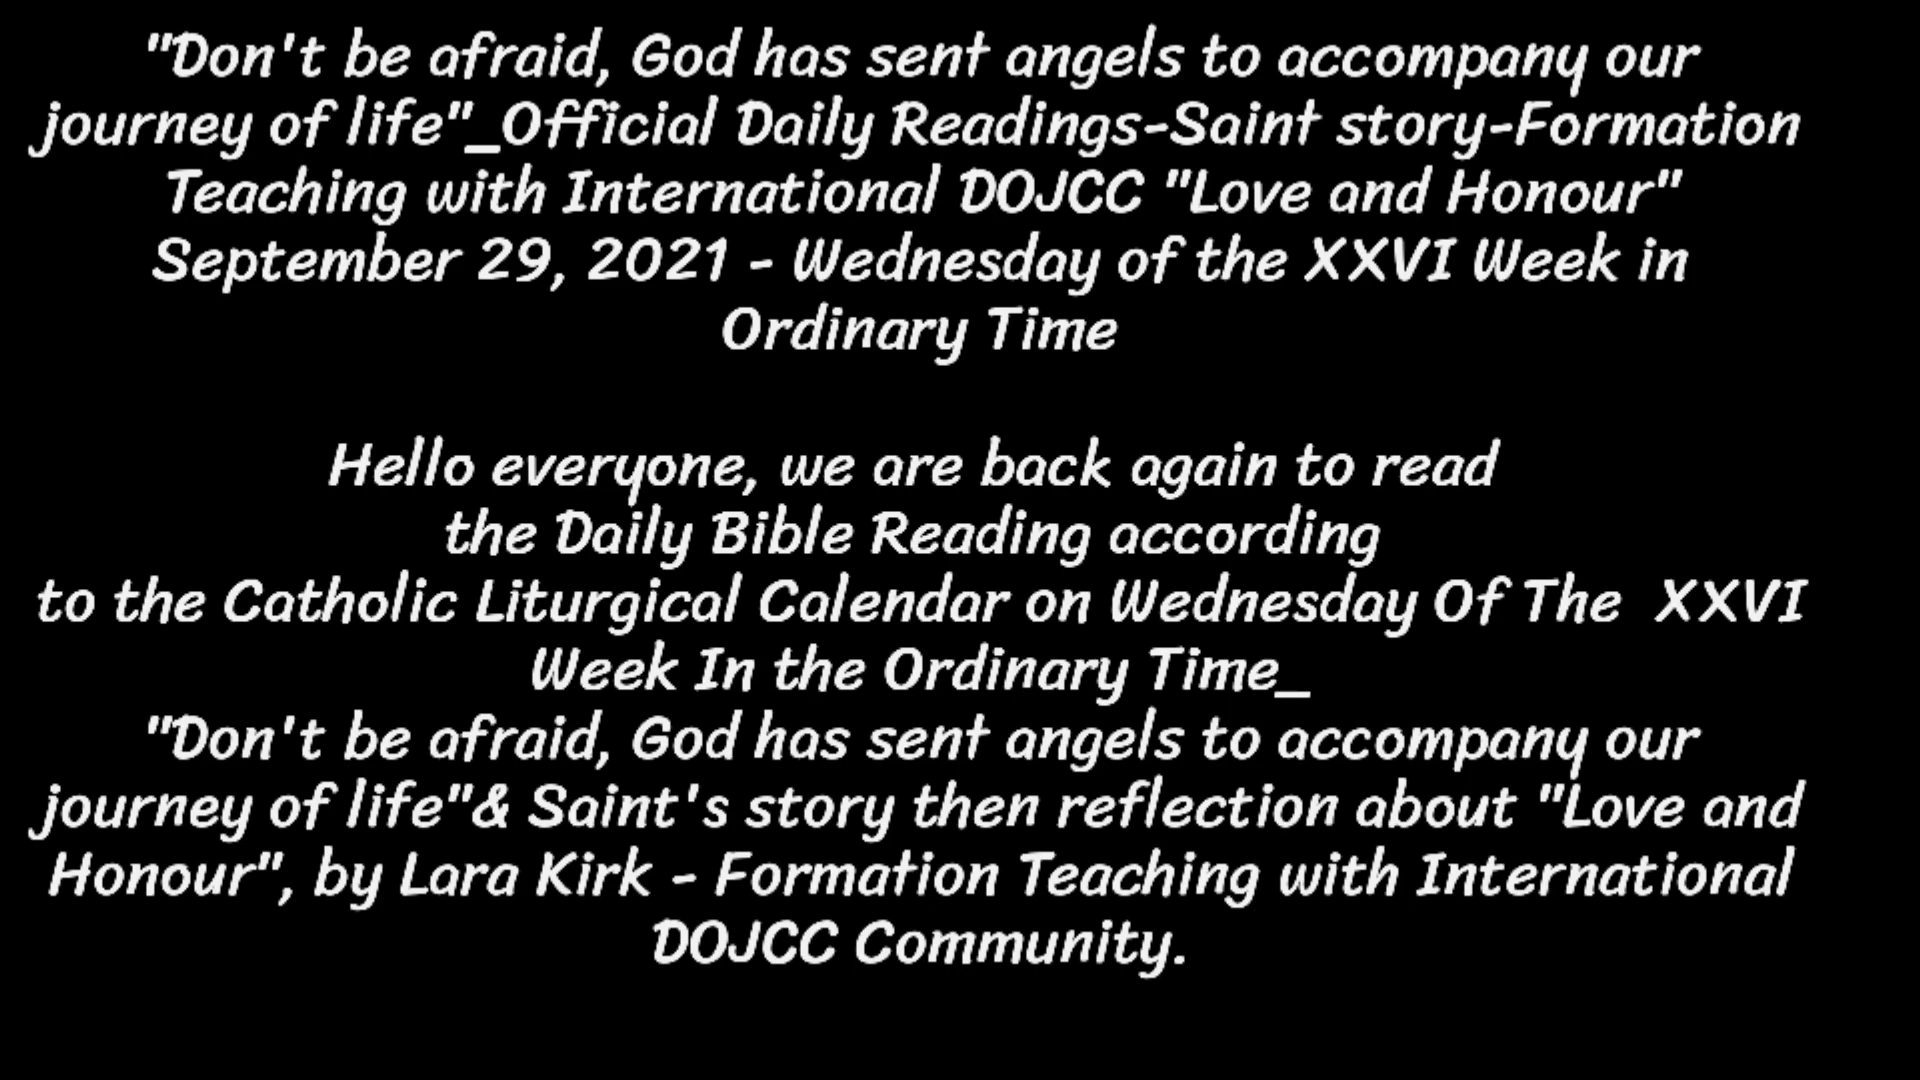 "Don't be afraid, God has sent angels to accompany our
journey of life"_Official Daily Readings-Saint story-Formation
Teaching with International DOJCC "Love and Honour"
September 29, 2021 - Wednesday of the XXVI Week in
Ordinary Time
Hello everyone, we are back again to read
the Daily Bible Reading according
to the Catholic Liturgical Calendar on Wednesday Of The  XXVI
Week In the Ordinary Time_
"Don't be afraid, God has sent angels to accompany our
journey of life"& Saint's story then reflection about "Love and
Honour", by Lara Kirk - Formation Teaching with International
DOJCC Community.